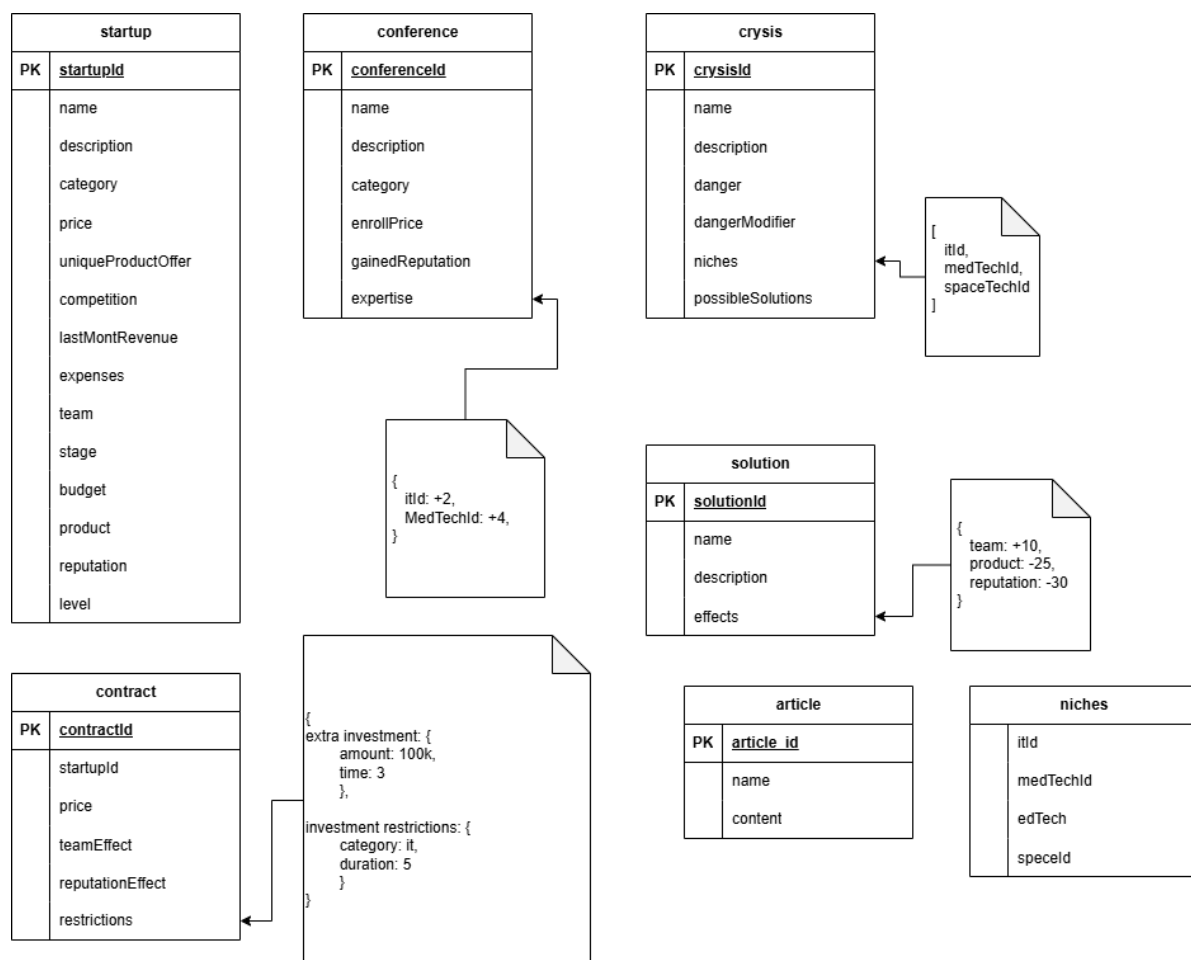 startup
PK startupId
name
description
category
price
uniqueProductOffer
competition
lastMontRevenue
expenses
team
stage
budget
product
reputation
level
conference
PK conferenceId
name
description
category
enrollPrice
gainedReputation
expertise
{
itId: +2,
MedTechId: +4,
}
crysis
PK crysisId
name
description
danger
dangerModifier
niches
possibleSolutions
[
itId,
medTechId,
spaceTechId
]
solution
PK solutionId
name
description
effects
{
team: +10,
product: -25,
reputation: -30
}
contract
PK contractId
startupId
price
teamEffect
reputationEffect
restrictions
{
extra investment: {
amount: 100k,
time: 3
},
investment restrictions: {
category: it,
duration: 5
}
}
article
PK article_id
name
content
niches
itId
medTechId
edTech
speceId